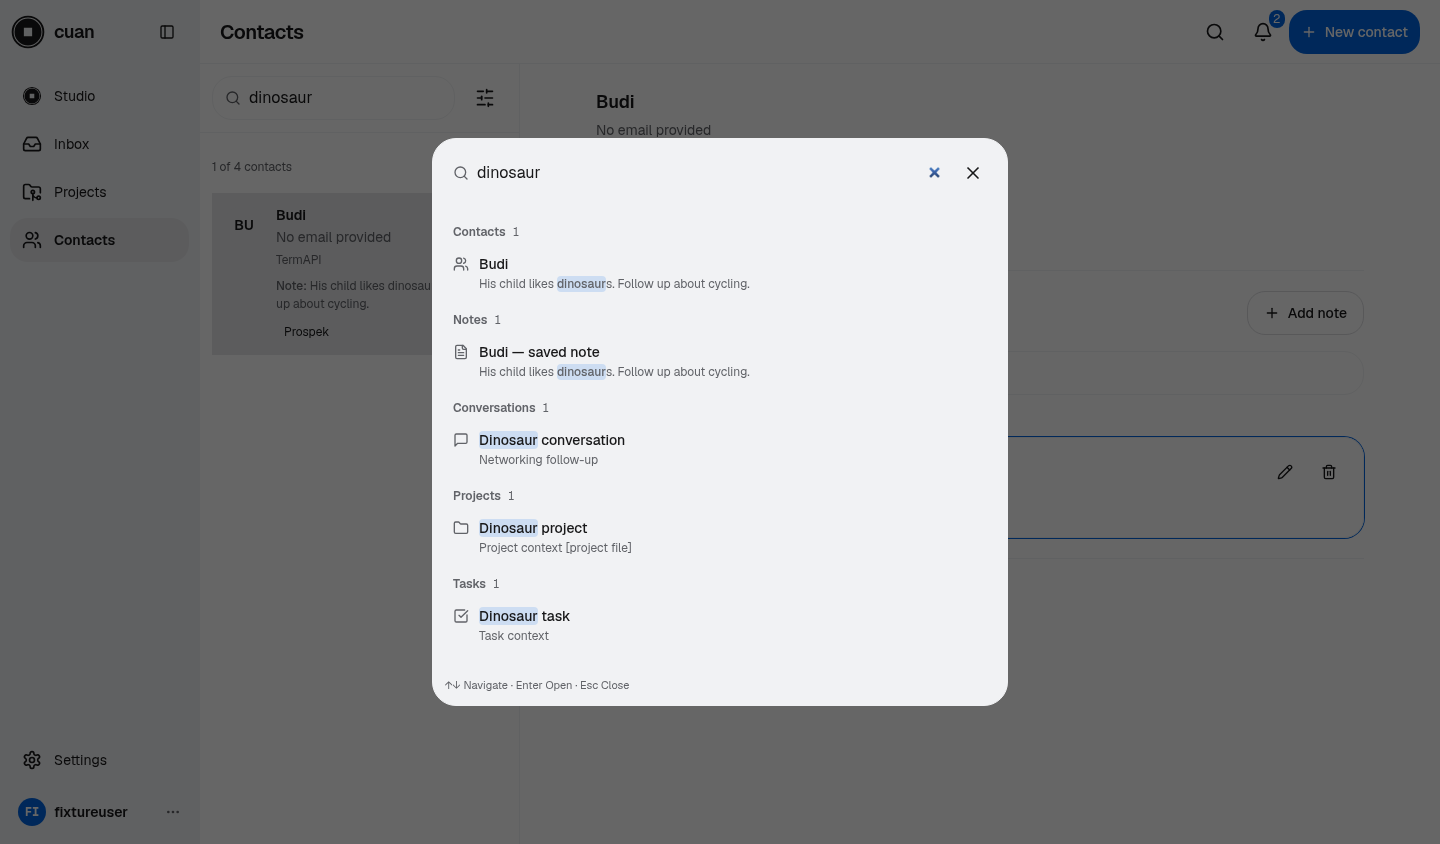 cuan
Contacts
2
New contact
Studio
Inbox
Projects
Contacts
Settings
FI
fixtureuser
dinosaur
1 of 4 contacts
BU
Budi
No email provided
TermAPI
Note: His child likes dinosau
up about cycling.
Prospek
Budi
No email provided
Add note
dinosaur
Contacts 1
Budi
His child likes dinosaurs. Follow up about cycling.
Notes 1
Budi — saved note
His child likes dinosaurs. Follow up about cycling.
Conversations 1
Dinosaur conversation
Networking follow-up
Projects 1
Dinosaur project
Project context [project file]
Tasks 1
Dinosaur task
Task context
↑↓ Navigate · Enter Open · Esc Close